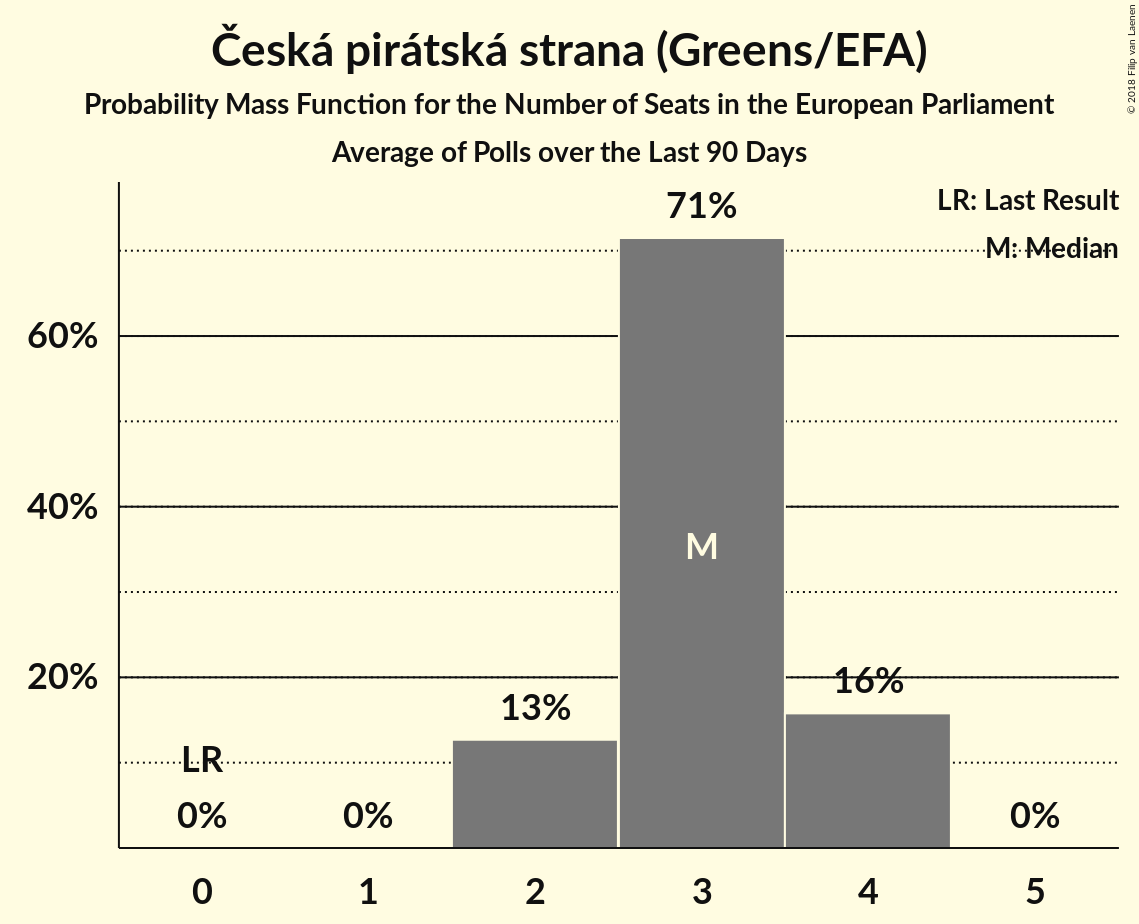 Česká pirátská strana (Greens/EFA)
Probability Mass Function for the Number of Seats in the European Parliament
Average of Polls over the Last 90 Days
© 2018 Filip van Laenen
LR: Last Result
M: Median
71%
60%
40%
M
20%
16%
13%
LR
0%
0%
0%
0 1 2 3 4 5